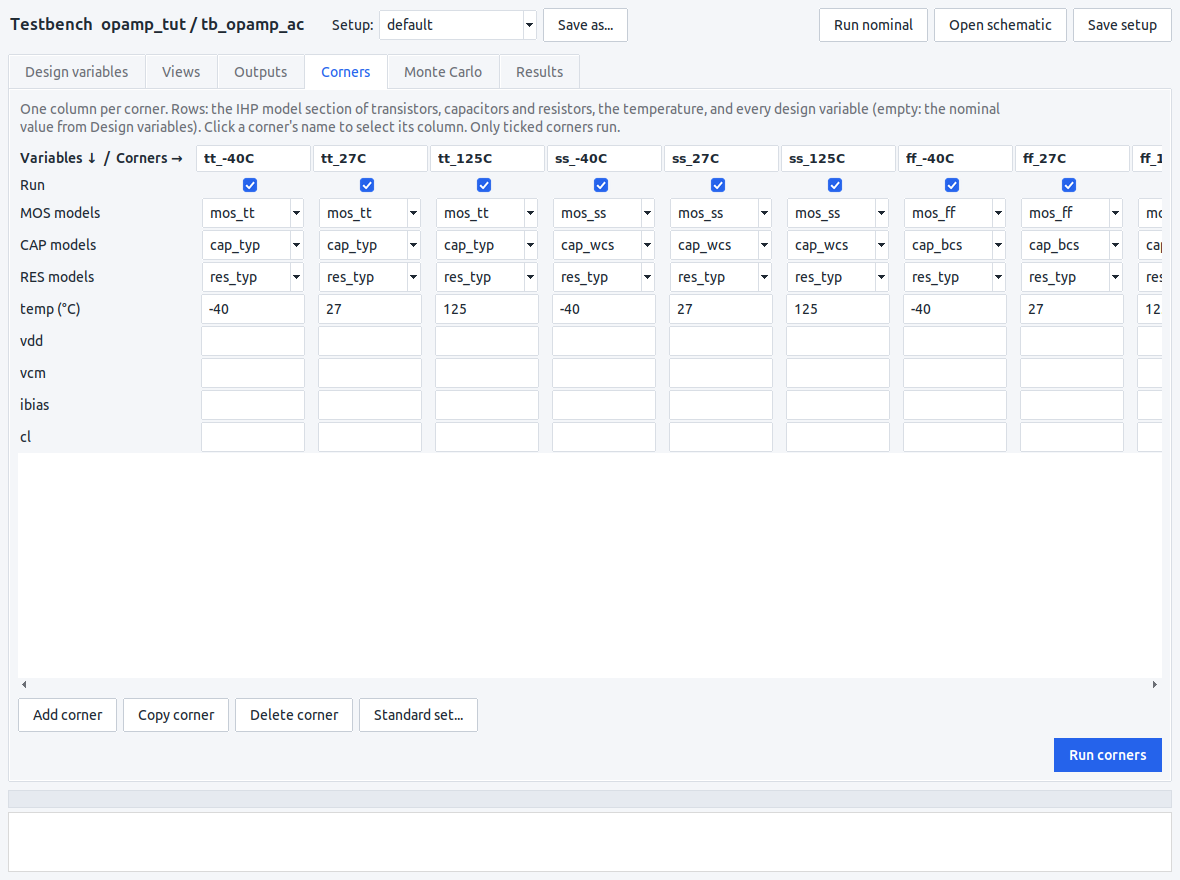 Testbench opamp_tut / tb_opamp_ac Setup: default Save as... Run nominal Open schematic Save setup
Design variables Views Outputs Corners Monte Carlo Results
One column per corner. Rows: the IHP model section of transistors, capacitors and resistors, the temperature, and every design variable (empty: the nominal
value from Design variables). Click a corner's name to select its column. Only ticked corners run.
Variables ↓ / Corners → tt_-40C tt_27C tt_125C ss_-40C ss_27C ss_125C ff_-40C ff_27C ff_1
Run
MOS models mos_tt mos_tt mos_tt mos_ss mos_ss mos_ss mos_ff mos_ff
CAP models cap_typ cap_typ cap_typ cap_wcs cap_wcs cap_wcs cap_bcs cap_bcs
RES models res_typ res_typ res_typ res_typ res_typ res_typ res_typ res_typ res
temp (°C) -40 27 125 -40 27 125 -40 27 12
vdd
vcm
ibias
cl
Add corner Copy corner Delete corner Standard set...
Run corners